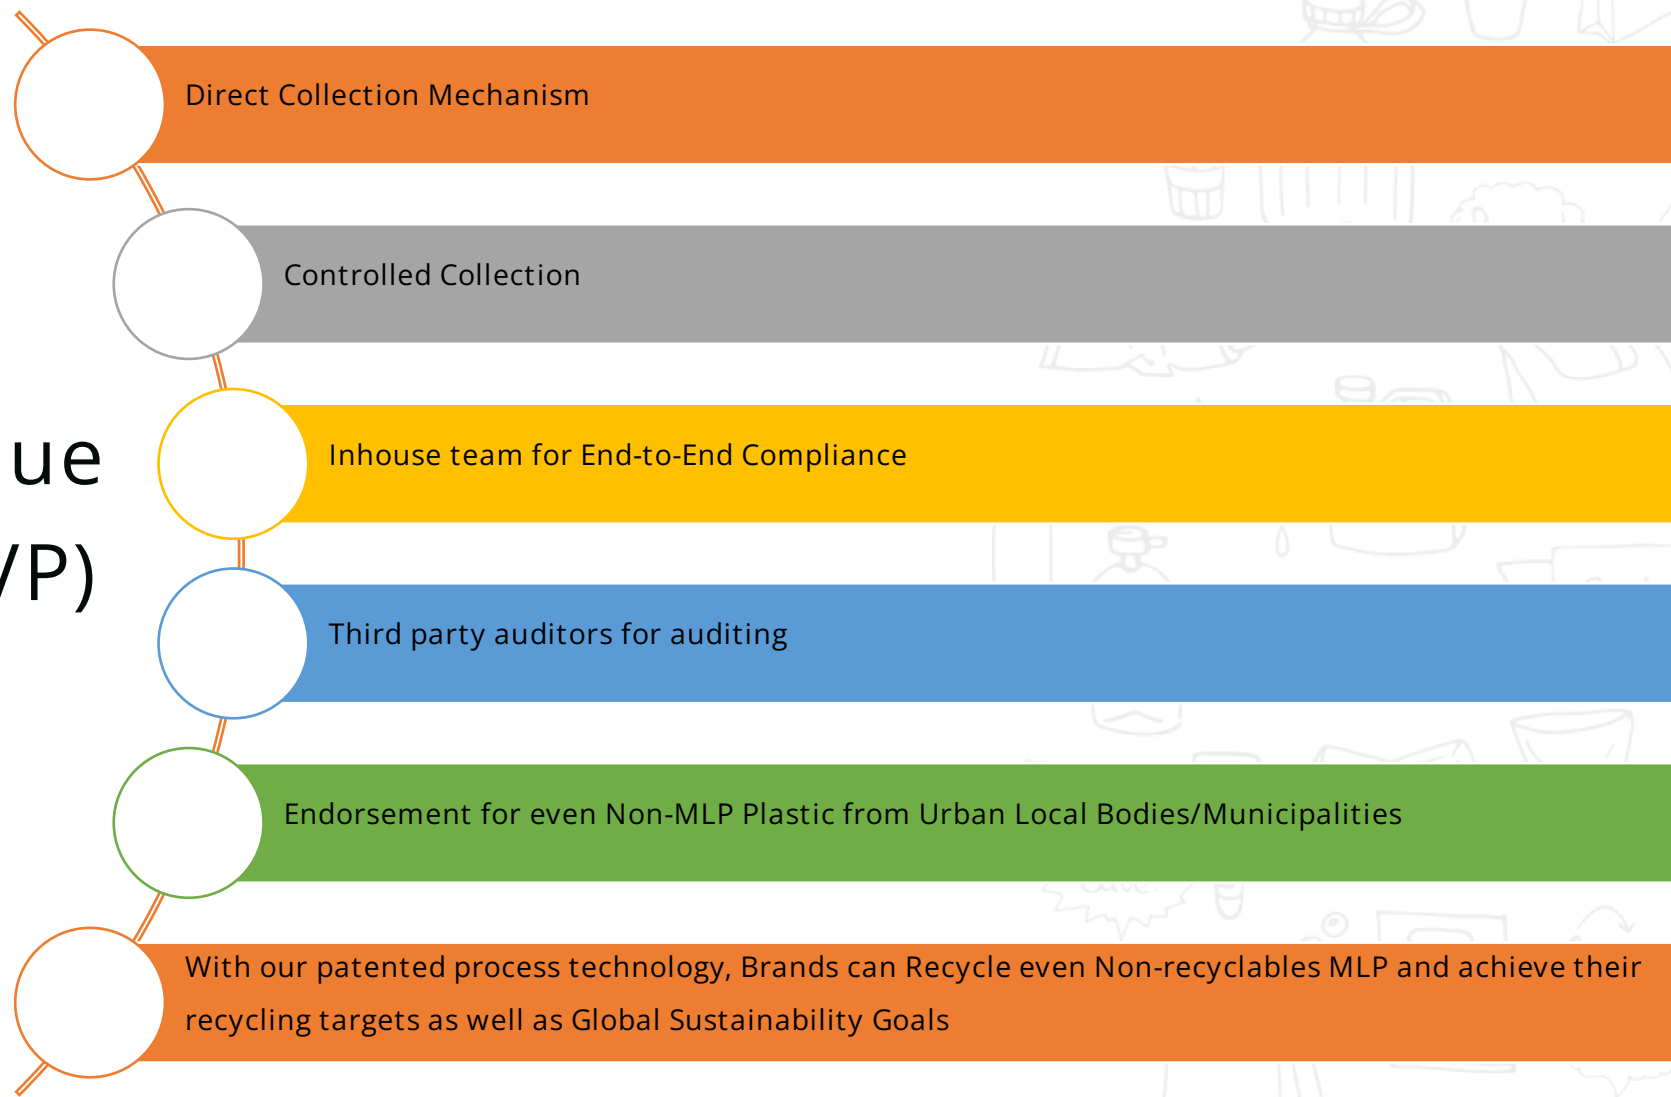 Direct Collection Mechanism
Controlled Collection
ue
VP)
Inhouse team for End-to-End Compliance
Third party auditors for auditing
Endorsement for even Non-MLP Plastic from Urban Local Bodies/Municipalities
With our patented process technology, Brands can Recycle even Non-recyclables MLP and achieve their
recycling targets as well as Global Sustainability Goals